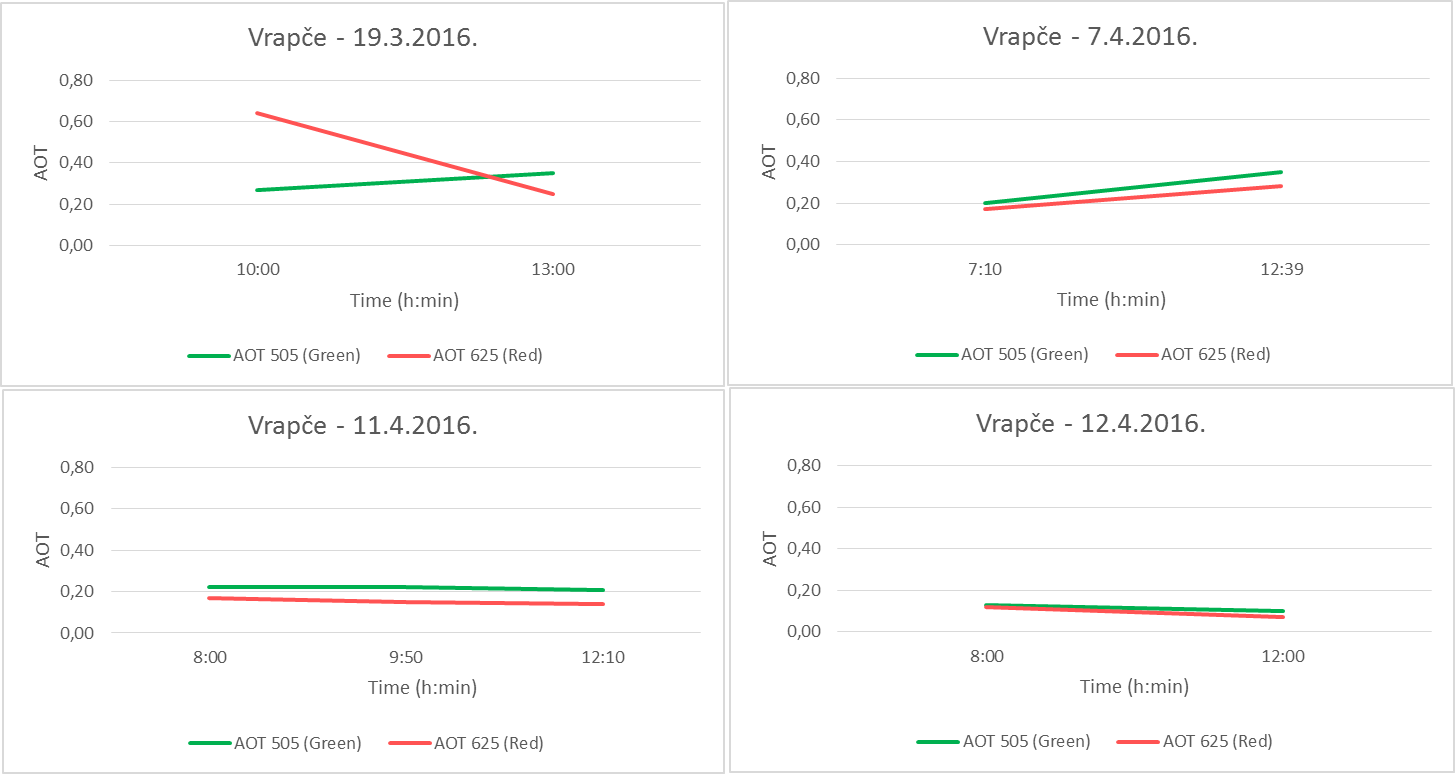 Vrapče - 19.3.2016.
0,80
0,60
0,40
0,20
0,00
AOT
10:00 13:00
Time (h:min)
AOT 505 (Green) AOT 625 (Red)
Vrapče - 7.4.2016.
0,80
0,60
0,40
0,20
0,00
AOT
7:10 12:39
Time (h:min)
AOT 505 (Green) AOT 625 (Red)
Vrapče - 11.4.2016.
0,80
0,60
0,40
0,20
0,00
AOT
8:00 9:50 12:10
Time (h:min)
AOT 505 (Green) AOT 625 (Red)
Vrapče - 12.4.2016.
0,80
0,60
0,40
0,20
0,00
AOT
8:00 12:00
Time (h:min)
AOT 505 (Green) AOT 625 (Red)